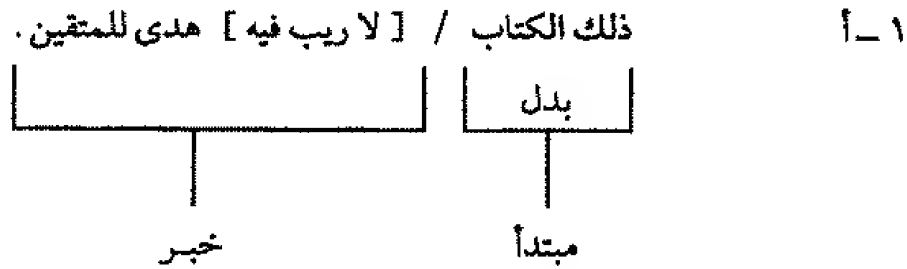 ١ – أ ذلك الكتاب / [ لا ريب فيه ] هدى للمتقين .
بدل
مبتدأ خبر